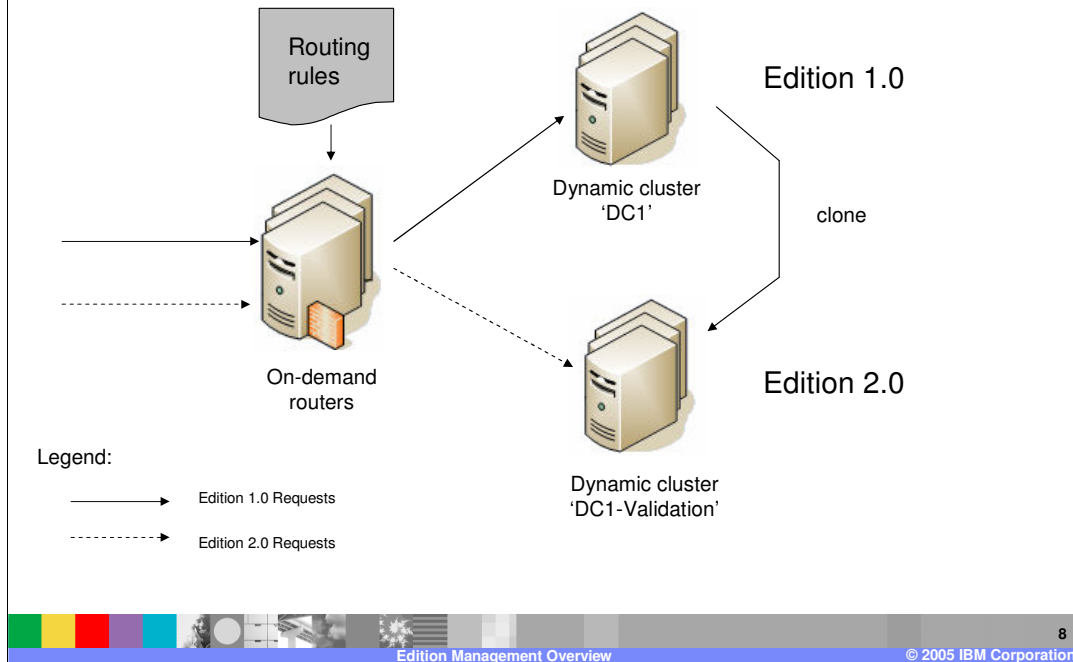 Routing
rules
Edition 1.0
Dynamic cluster
‘DC1’
clone
On-demand
routers
Edition 2.0
Dynamic cluster
‘DC1-Validation’
Legend:
Edition 1.0 Requests
Edition 2.0 Requests
8
Edition Management Overview
© 2005 IBM Corporation